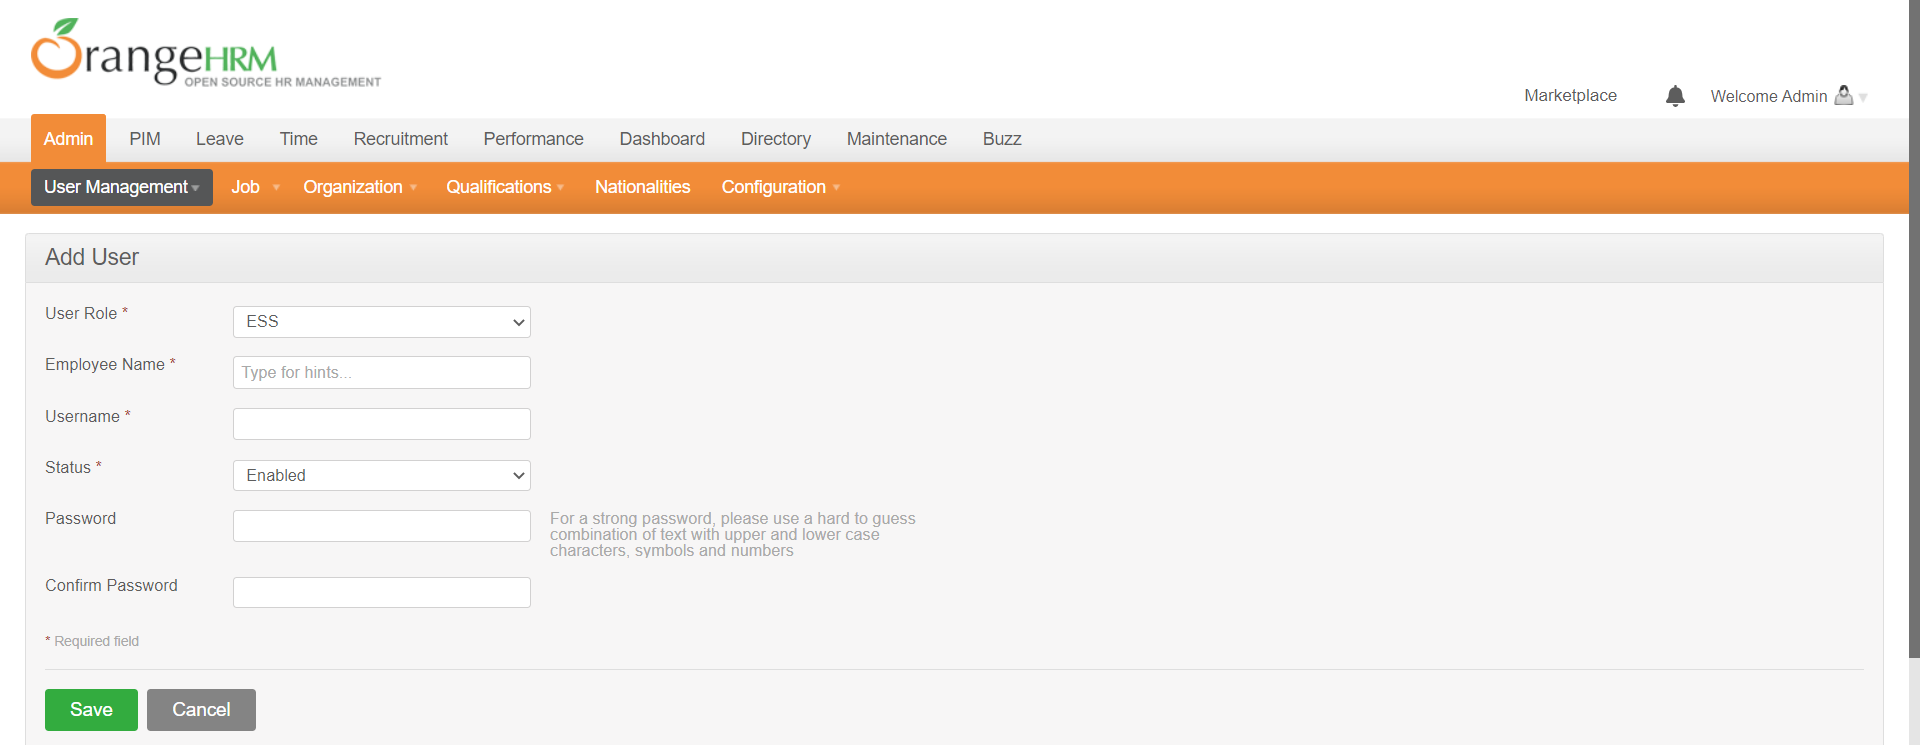 OrangeHRM
OPEN SOURCE HR MANAGEMENT
Marketplace
Welcome Admin
Admin PIM Leave Time Recruitment Performance Dashboard Directory Maintenance Buzz
User Management Job Organization Qualifications Nationalities Configuration
Add User
User Role *
ESS
Employee Name *
Type for hints...
Username *
Status *
Enabled
Password
For a strong password, please use a hard to guess
combination of text with upper and lower case
characters, symbols and numbers
Confirm Password
* Required field
Save Cancel